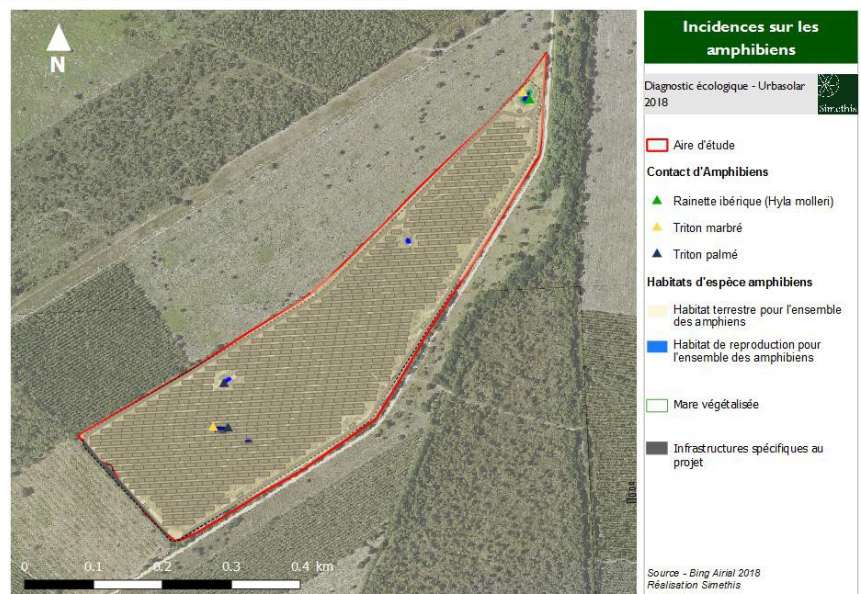 N
0
0.1
0.2
0.3
0.4 km
Incidences sur les
amphibiens
Diagnostic écologique - Urbasolar
2018
Simethis
Aire d'étude
Contact d'Amphibiens
Rainette ibérique (Hyla molleri)
Triton marbré
Triton palmé
Habitats d'espèce amphibiens
Habitat terrestre pour l'ensemble
des amphiens
Habitat de reproduction pour
l'ensemble des amphibiens
Mare végétalisée
Infrastructures spécifiques au
projet
Source - Bing Airial 2018
Réalisation Simethis